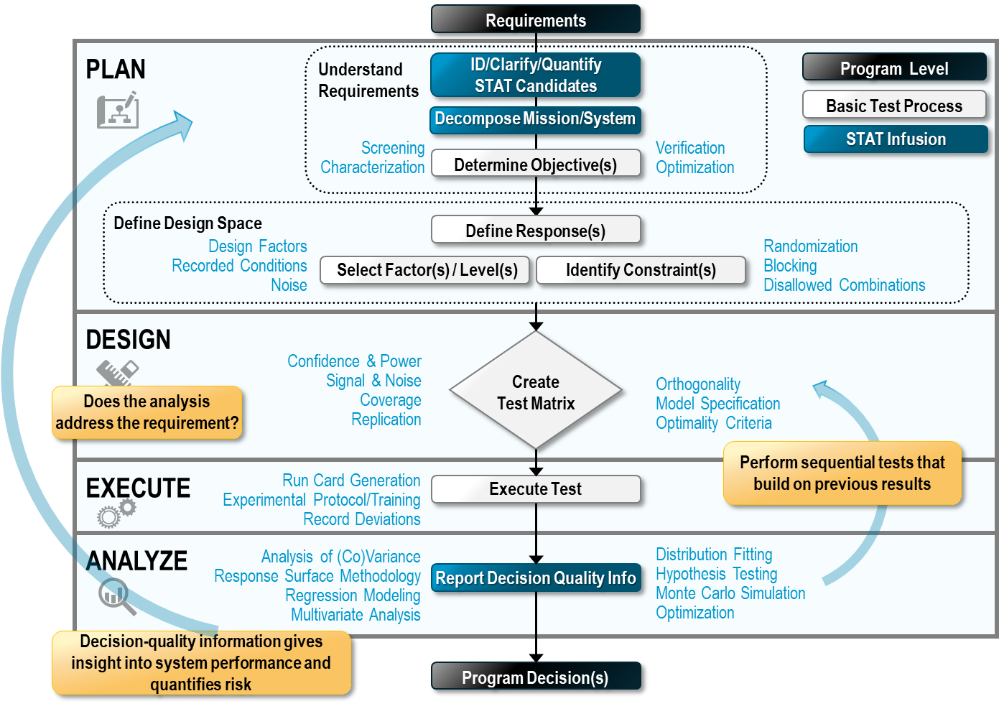 Requirements
PLAN
Understand
Requirements
ID/Clarify/Quantify
STAT Candidates
Decompose Mission/System
Screening
Characterization
Determine Objective(s)
Verification
Optimization
Program Level
Basic Test Process
STAT Infusion
Define Design Space
Define Response(s)
Design Factors
Recorded Conditions
Noise
Select Factor(s) / Level(s)
Identify Constraint(s)
Randomization
Blocking
Disallowed Combinations
DESIGN
Confidence & Power
Signal & Noise
Coverage
Replication
Create
Test Matrix
Orthogonality
Model Specification
Optimality Criteria
Does the analysis
address the requirement?
Perform sequential tests that
build on previous results
EXECUTE
Run Card Generation
Experimental Protocol/Training
Record Deviations
Execute Test
ANALYZE
Analysis of (Co)Variance
Response Surface Methodology
Regression Modeling
Multivariate Analysis
Report Decision Quality Info
Distribution Fitting
Hypothesis Testing
Monte Carlo Simulation
Optimization
Decision-quality information gives
insight into system performance and
quantifies risk
Program Decision(s)